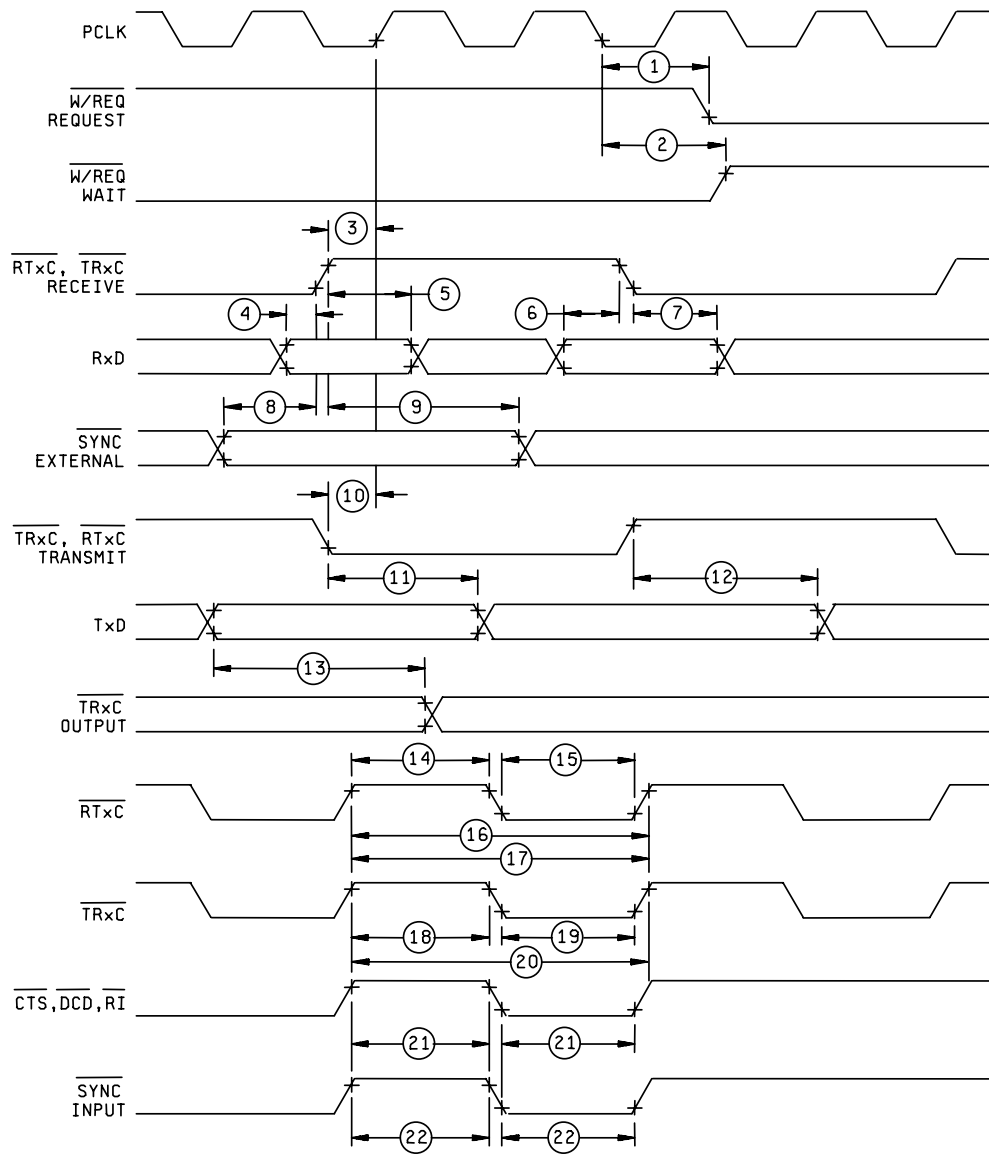 PCLK
1
W/REQ
REQUEST
2
W/REQ
WAIT
3
RTxC, TRxC
RECEIVE
4
5
6
7
RxD
8
9
SYNC
EXTERNAL
10
TRxC, RTxC
TRANSMIT
11
12
TxD
13
TRxC
OUTPUT
14
15
RTxC
16
17
TRxC
18
19
20
CTS,DCD,RI
21
21
SYNC
INPUT
22
22